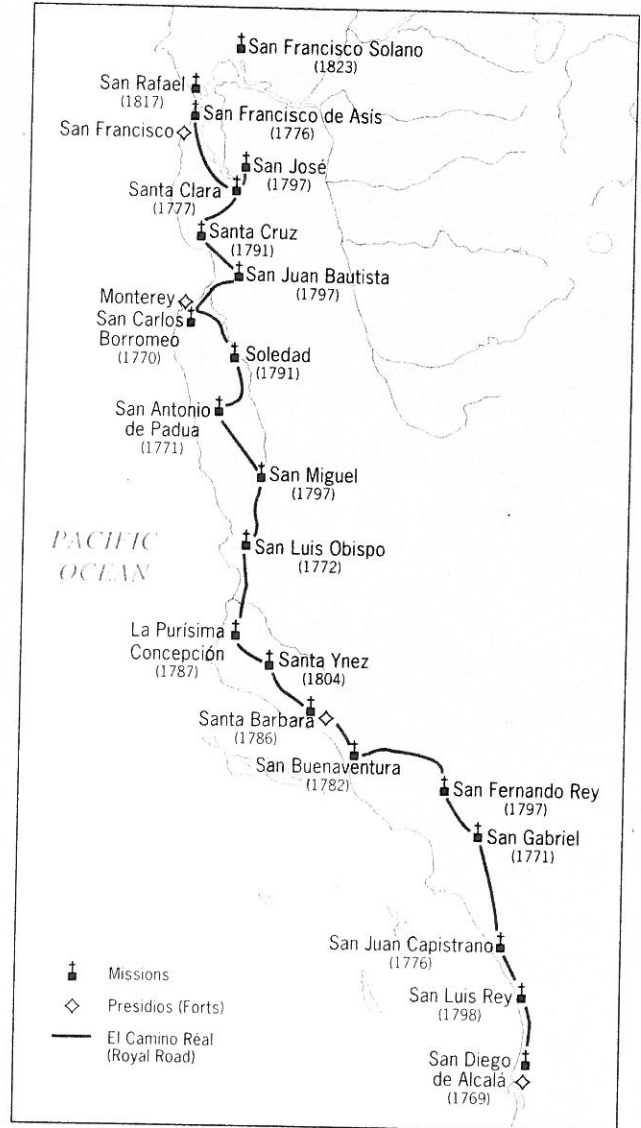 San Francisco Solano
(1823)
San Rafael
(1817)
San Francisco de Asís
(1776)
San Francisco
San José
(1797)
Santa Clara
(1777)
Santa Cruz
(1791)
San Juan Bautista
(1797)
Monterey
San Carlos
Borromeo
(1770)
Soledad
(1791)
San Antonio
de Padua
(1771)
San Miguel
(1797)
PACIFIC
OCEAN
San Luis Obispo
(1772)
La Purísima
Concepción
(1787)
Santa Ynez
(1804)
Santa Barbara
(1786)
San Buenaventura
(1782)
San Fernando Rey
(1797)
San Gabriel
(1771)
San Juan Capistrano
(1776)
San Luis Rey
(1798)
San Diego
de Alcalá
(1769)
Missions
Presidios (Forts)
El Camino Réal
(Royal Road)